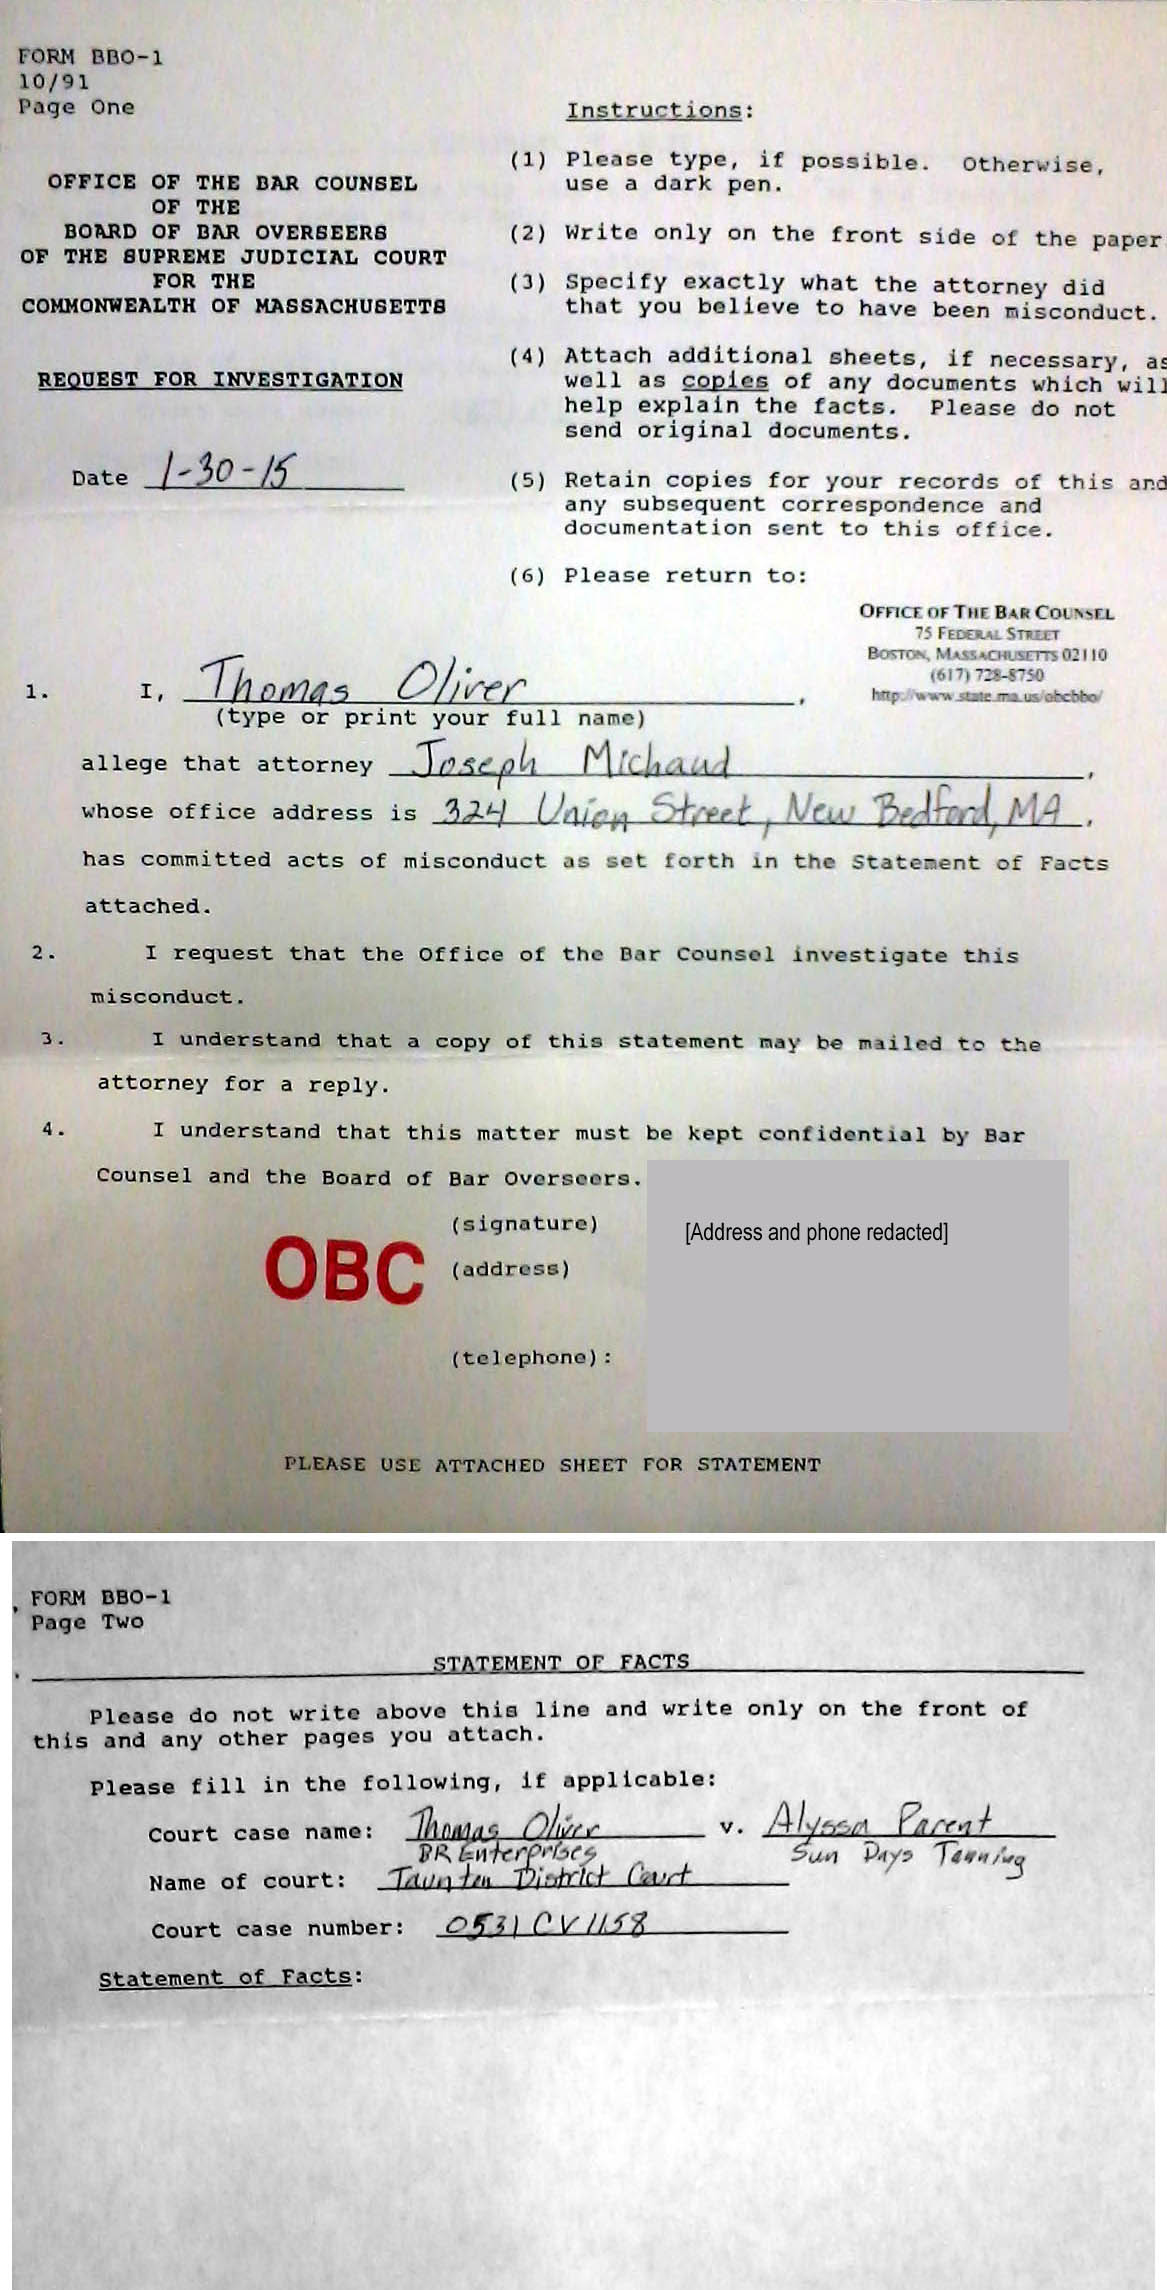 FORM BBO-1
10/91
Page One
OFFICE OF THE BAR COUNSEL
OF THE
BOARD OF BAR OVERSEERS
OF THE SUPREME JUDICIAL COURT
FOR THE
COMMONWEALTH OF MASSACHUSETTS
REQUEST FOR INVESTIGATION
Date 1-30-15
Instructions:
(1) Please type, if possible. Otherwise,
use a dark pen.
(2) Write only on the front side of the paper.
(3) Specify exactly what the attorney did
that you believe to have been misconduct.
(4) Attach additional sheets, if necessary, as
well as copies of any documents which will
help explain the facts. Please do not
send original documents.
(5) Retain copies for your records of this and
any subsequent correspondence and
documentation sent to this office.
(6) Please return to:
OFFICE OF THE BAR COUNSEL
75 FEDERAL STREET
BOSTON, MASSACHUSETTS 02110
(617) 728-8750
http://www.state.ma.us/obcbbo/
1. I, Thomas Oliver,
(type or print your full name)
allege that attorney Joseph Michaud,
whose office address is 324 Union Street, New Bedford, MA.
has committed acts of misconduct as set forth in the Statement of Facts
attached.
2. I request that the Office of the Bar Counsel investigate this
misconduct.
3. I understand that a copy of this statement may be mailed to the
attorney for a reply.
4. I understand that this matter must be kept confidential by Bar
Counsel and the Board of Bar Overseers.
(signature)
[Address and phone redacted]
OBC
(address)
(telephone):
PLEASE USE ATTACHED SHEET FOR STATEMENT
FORM BBO-1
Page Two
STATEMENT OF FACTS
Please do not write above this line and write only on the front of
this and any other pages you attach.
Please fill in the following, if applicable:
Court case name: Thomas Oliver v. Alyssa Parent
BR Enterprises Sun Days Tanning
Name of court: Taunton District Court
Court case number: 0531CV1158
Statement of Facts: